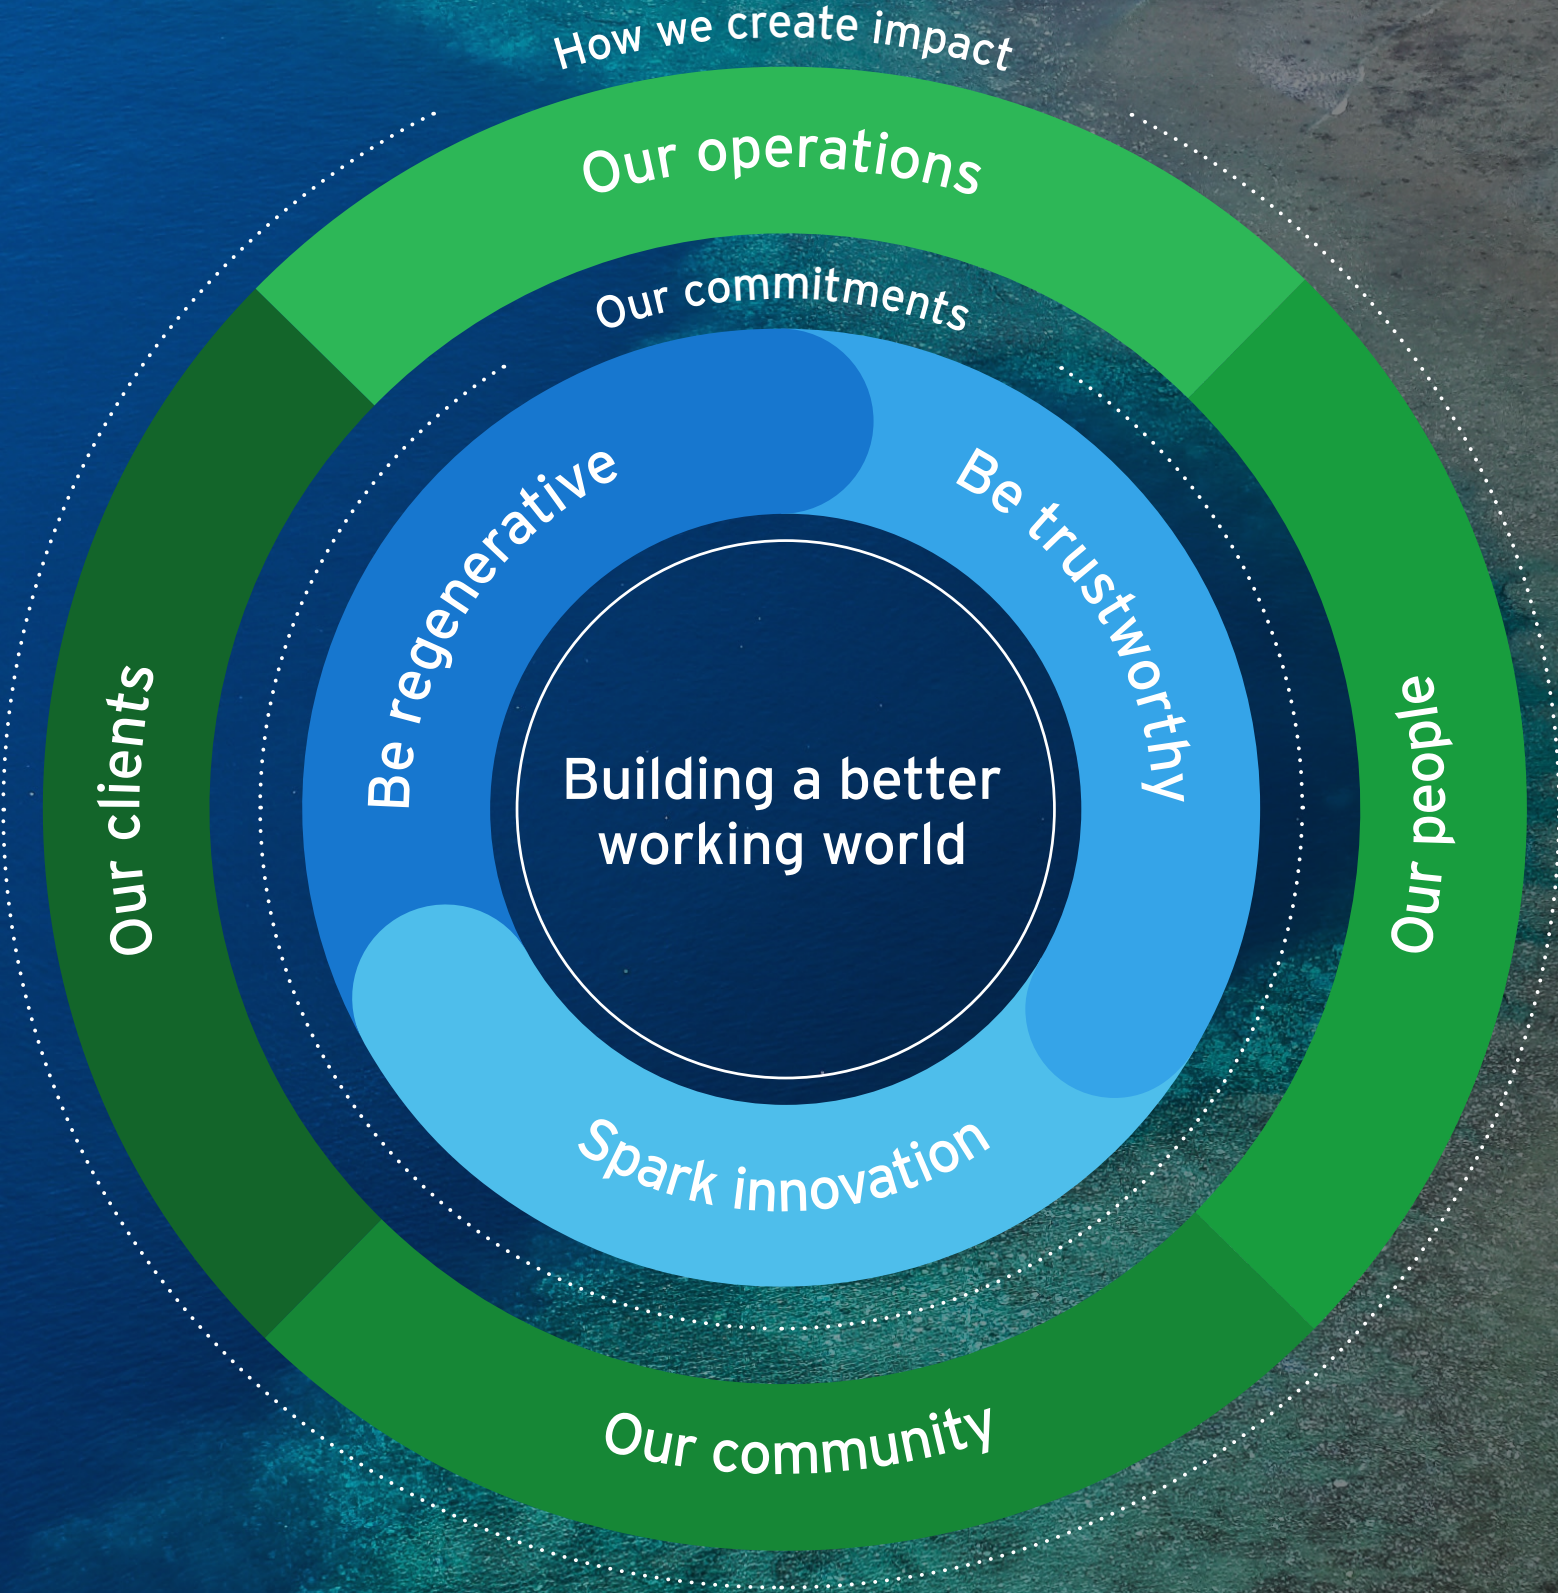 How we create impact
Our operations
Our commitments
Be regenerative
Be trustworthy
Our clients
Our people
Building a better
working world
Spark innovation
Our community